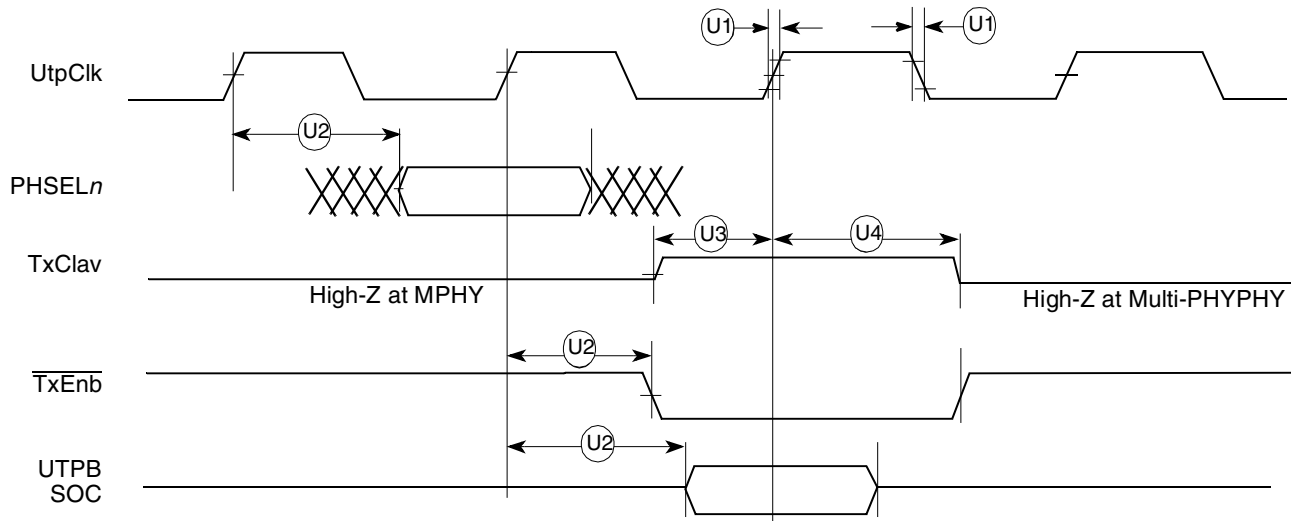 U1
U1
UtpClk
U2
PHSELn
U3
U4
TxClav
High-Z at MPHY
High-Z at Multi-PHYPHY
U2
TxEnb
U2
UTPB
SOC